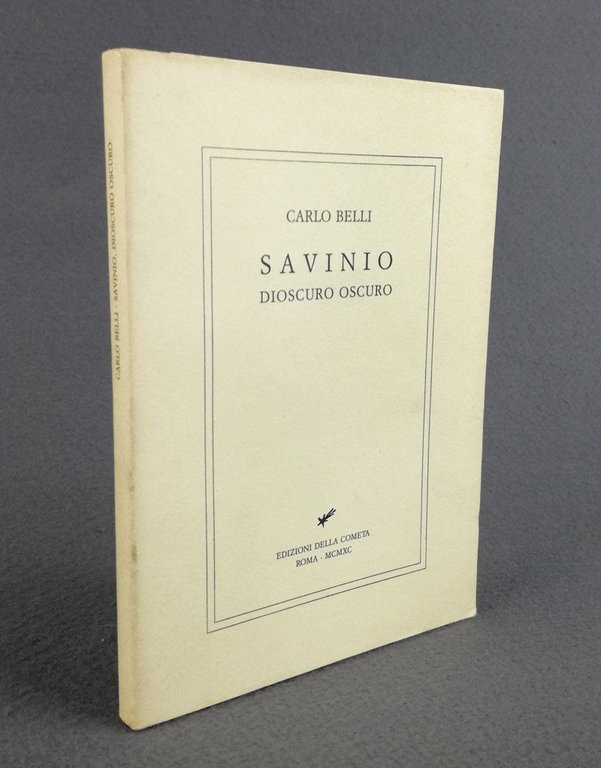 CARLO BELLI · SAVINIO, DIOSCURO OSCURO
CARLO BELLI
SAVINIO
DIOSCURO OSCURO
EDIZIONI DELLA COMETA
ROMA · MCMXC